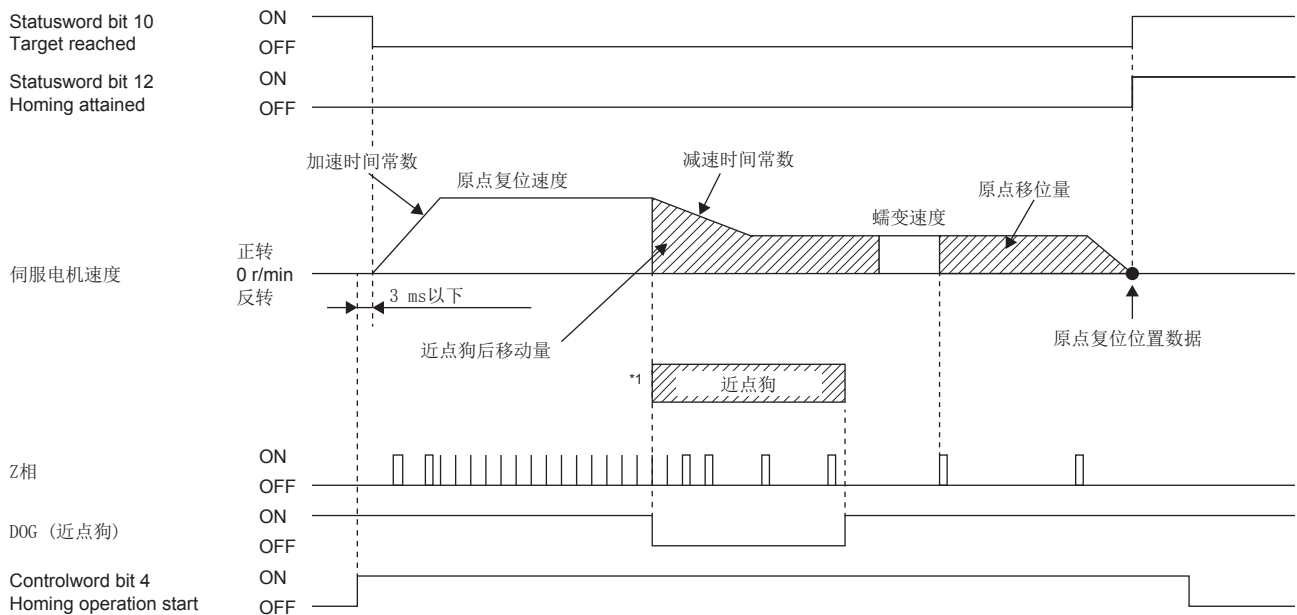 Statusword bit 10
Target reached
ON
OFF
Statusword bit 12
Homing attained
ON
OFF
加速时间常数
原点复位速度
减速时间常数
蠕变速度
原点移位量
伺服电机速度
正转
0 r/min
反转
3 ms以下
近点狗后移动量
原点复位位置数据
*1
近点狗
Z相
ON
OFF
DOG (近点狗)
ON
OFF
Controlword bit 4
Homing operation start
ON
OFF